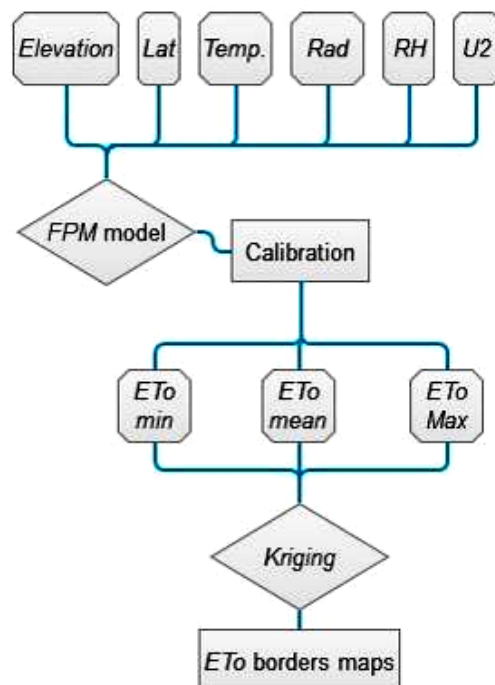 Elevation Lat Temp. Rad RH U2
FPM model
Calibration
ETo ETo ETo
min mean Max
Kriging
ETo borders maps